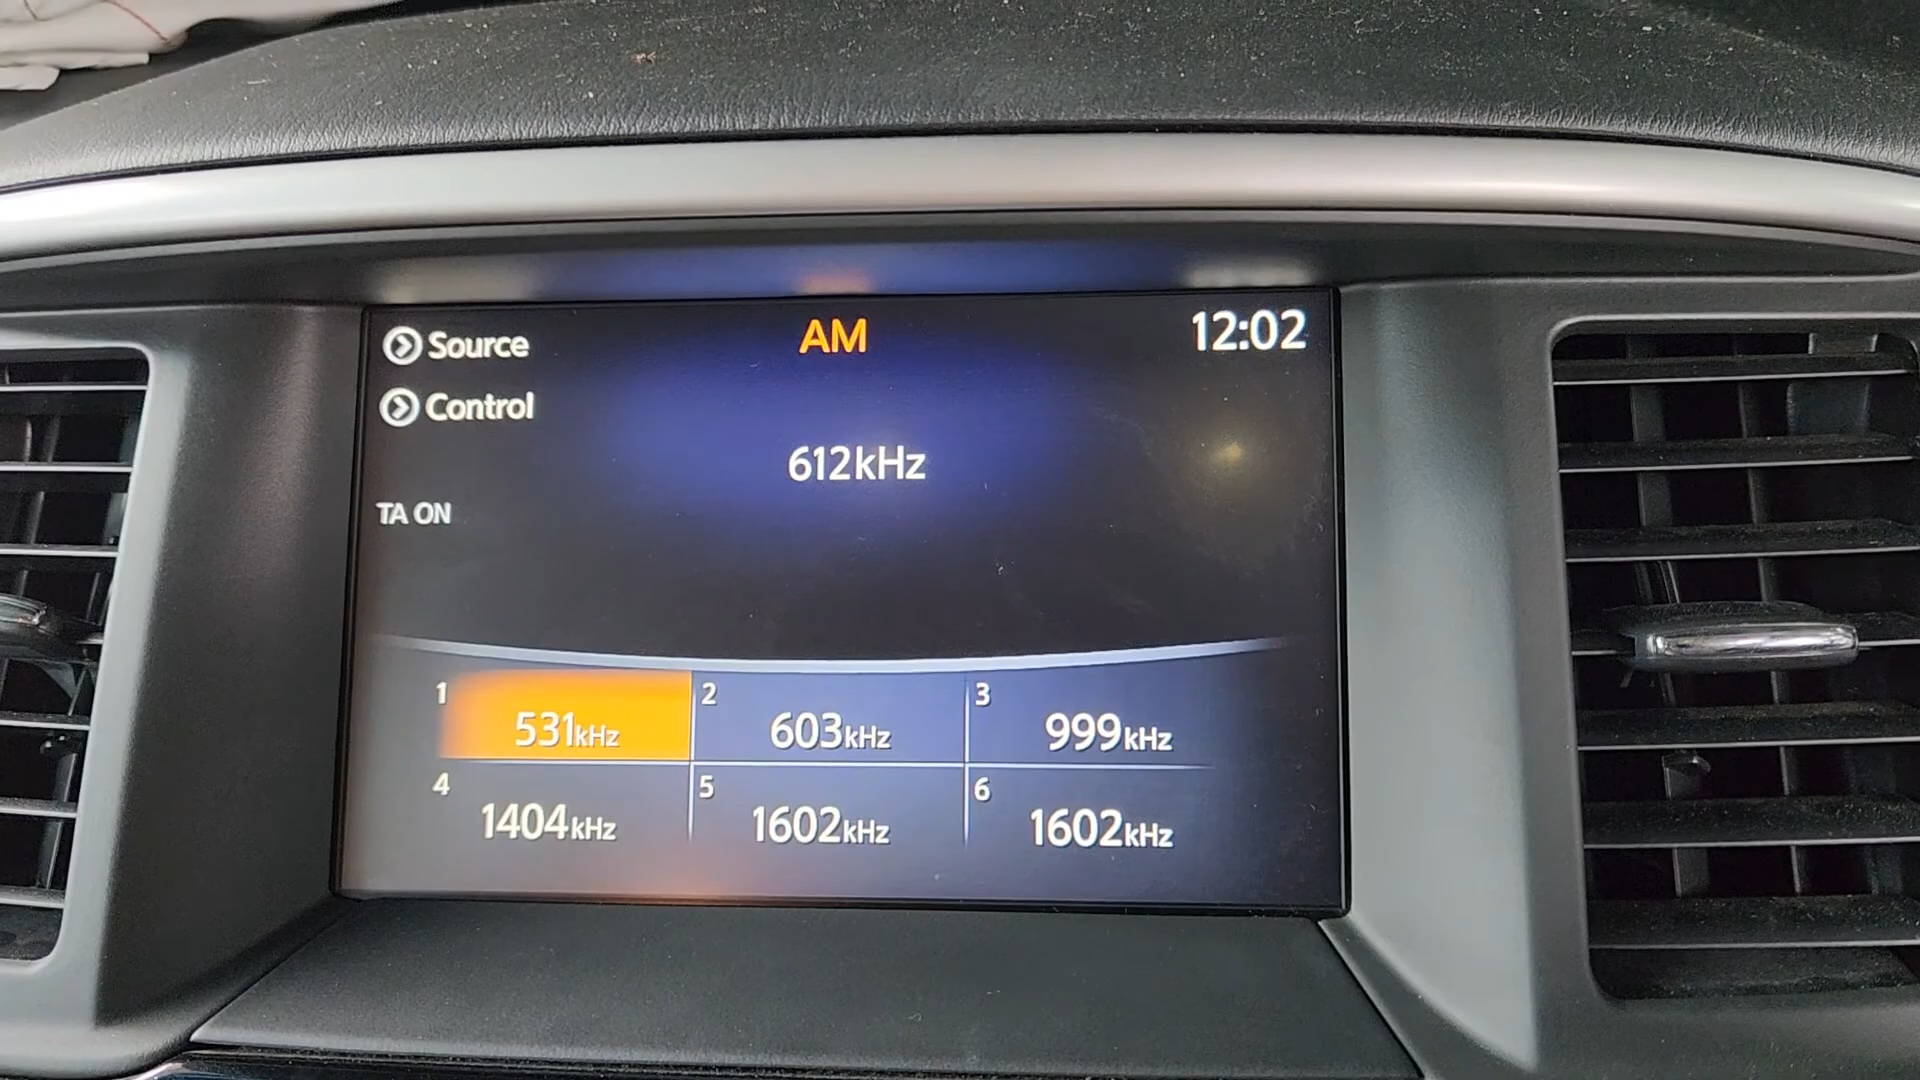 Source
AM
12:02
Control
612kHz
TA ON
1
531kHz
2
603kHz
3
999kHz
4
1404kHz
5
1602kHz
6
1602kHz